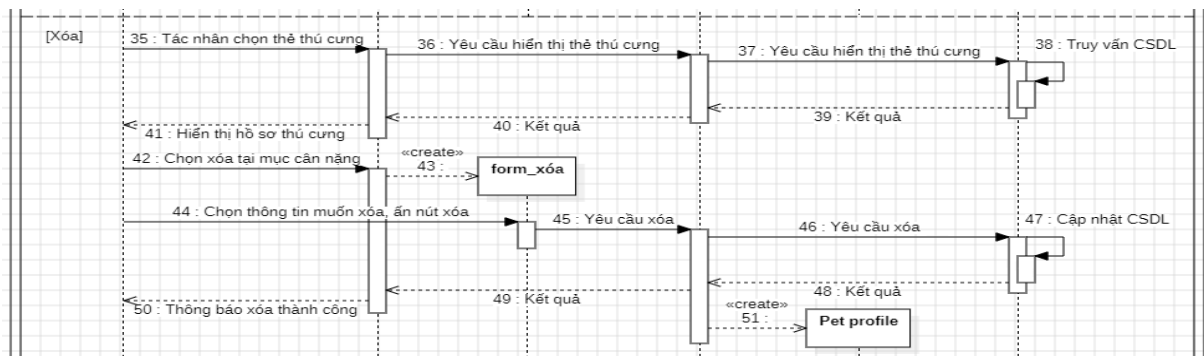 [Xóa]
35 : Tác nhân chọn thẻ thú cưng
36 : Yêu cầu hiển thị thẻ thú cưng
37 : Yêu cầu hiển thị thẻ thú cưng
38 : Truy vấn CSDL
39 : Kết quả
40 : Kết quả
41 : Hiển thị hồ sơ thú cưng
42 : Chọn xóa tại mục cân nặng
«create»
43 :
form_xóa
44 : Chọn thông tin muốn xóa, ấn nút xóa
45 : Yêu cầu xóa
46 : Yêu cầu xóa
47 : Cập nhật CSDL
48 : Kết quả
49 : Kết quả
50 : Thông báo xóa thành công
«create»
51 :
Pet profile